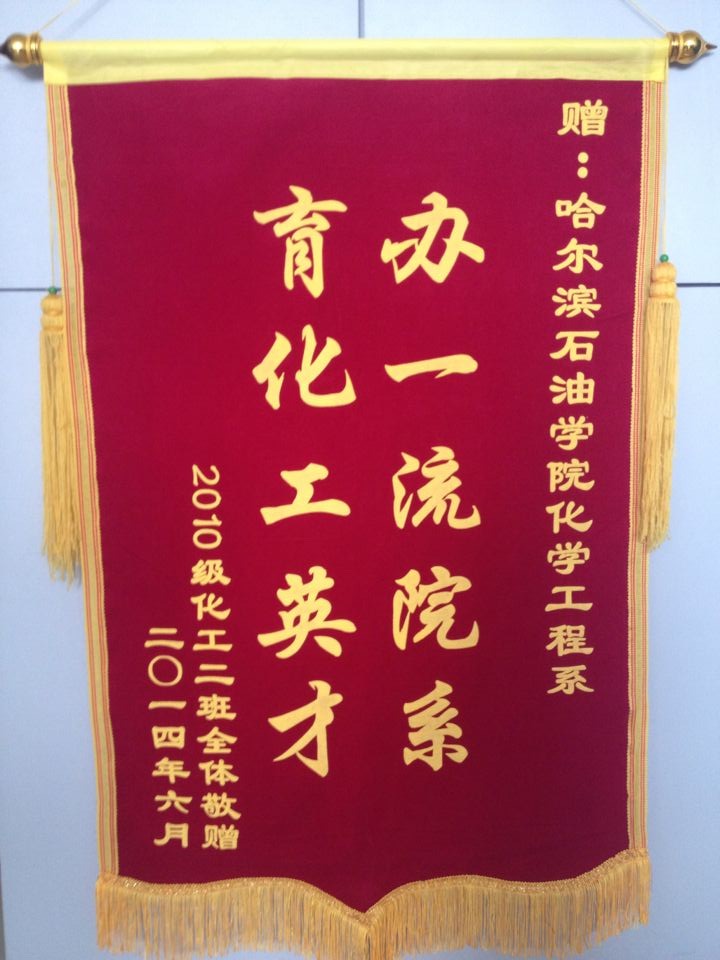 赠：哈尔滨石油学院化学工程系
办一流院系
育化工英才
2010级化工二班全体敬赠
二〇一四年六月